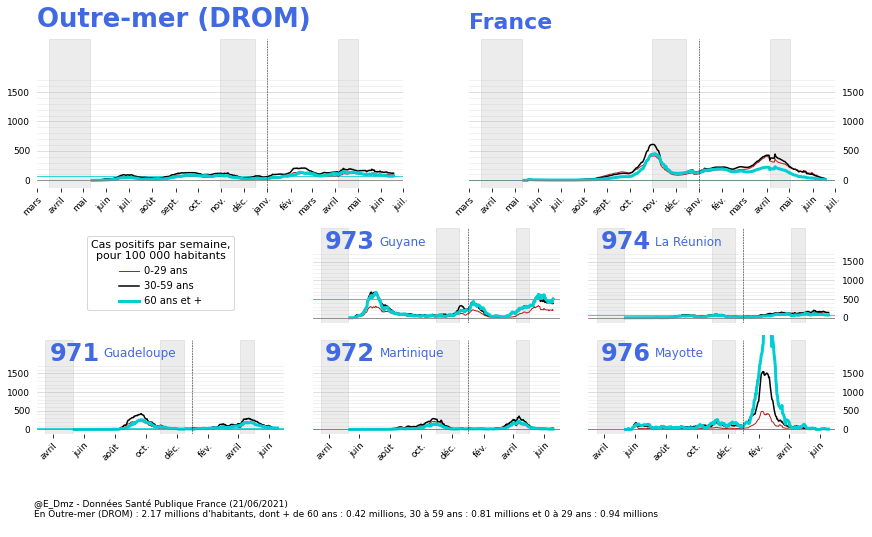 Outre-mer (DROM)
France
1500
1000
500
0
mars avril mai juin juil. août sept. oct. nov. déc. janv. fév. mars avril mai juin juil.
1500
1000
500
0
mars avril mai juin juil. août sept. oct. nov. déc. janv. fév. mars avril mai juin juil.
Cas positifs par semaine,
pour 100 000 habitants
0-29 ans
30-59 ans
60 ans et +
973 Guyane
974 La Réunion
1500
1000
500
0
971 Guadeloupe
972 Martinique
976 Mayotte
1500
1000
500
0
1500
1000
500
0
avril juin août oct. déc. fév. avril juin
avril juin août oct. déc. fév. avril juin
avril juin août oct. déc. fév. avril juin
@E_Dmz - Données Santé Publique France (21/06/2021)
En Outre-mer (DROM) : 2.17 millions d'habitants, dont + de 60 ans : 0.42 millions, 30 à 59 ans : 0.81 millions et 0 à 29 ans : 0.94 millions